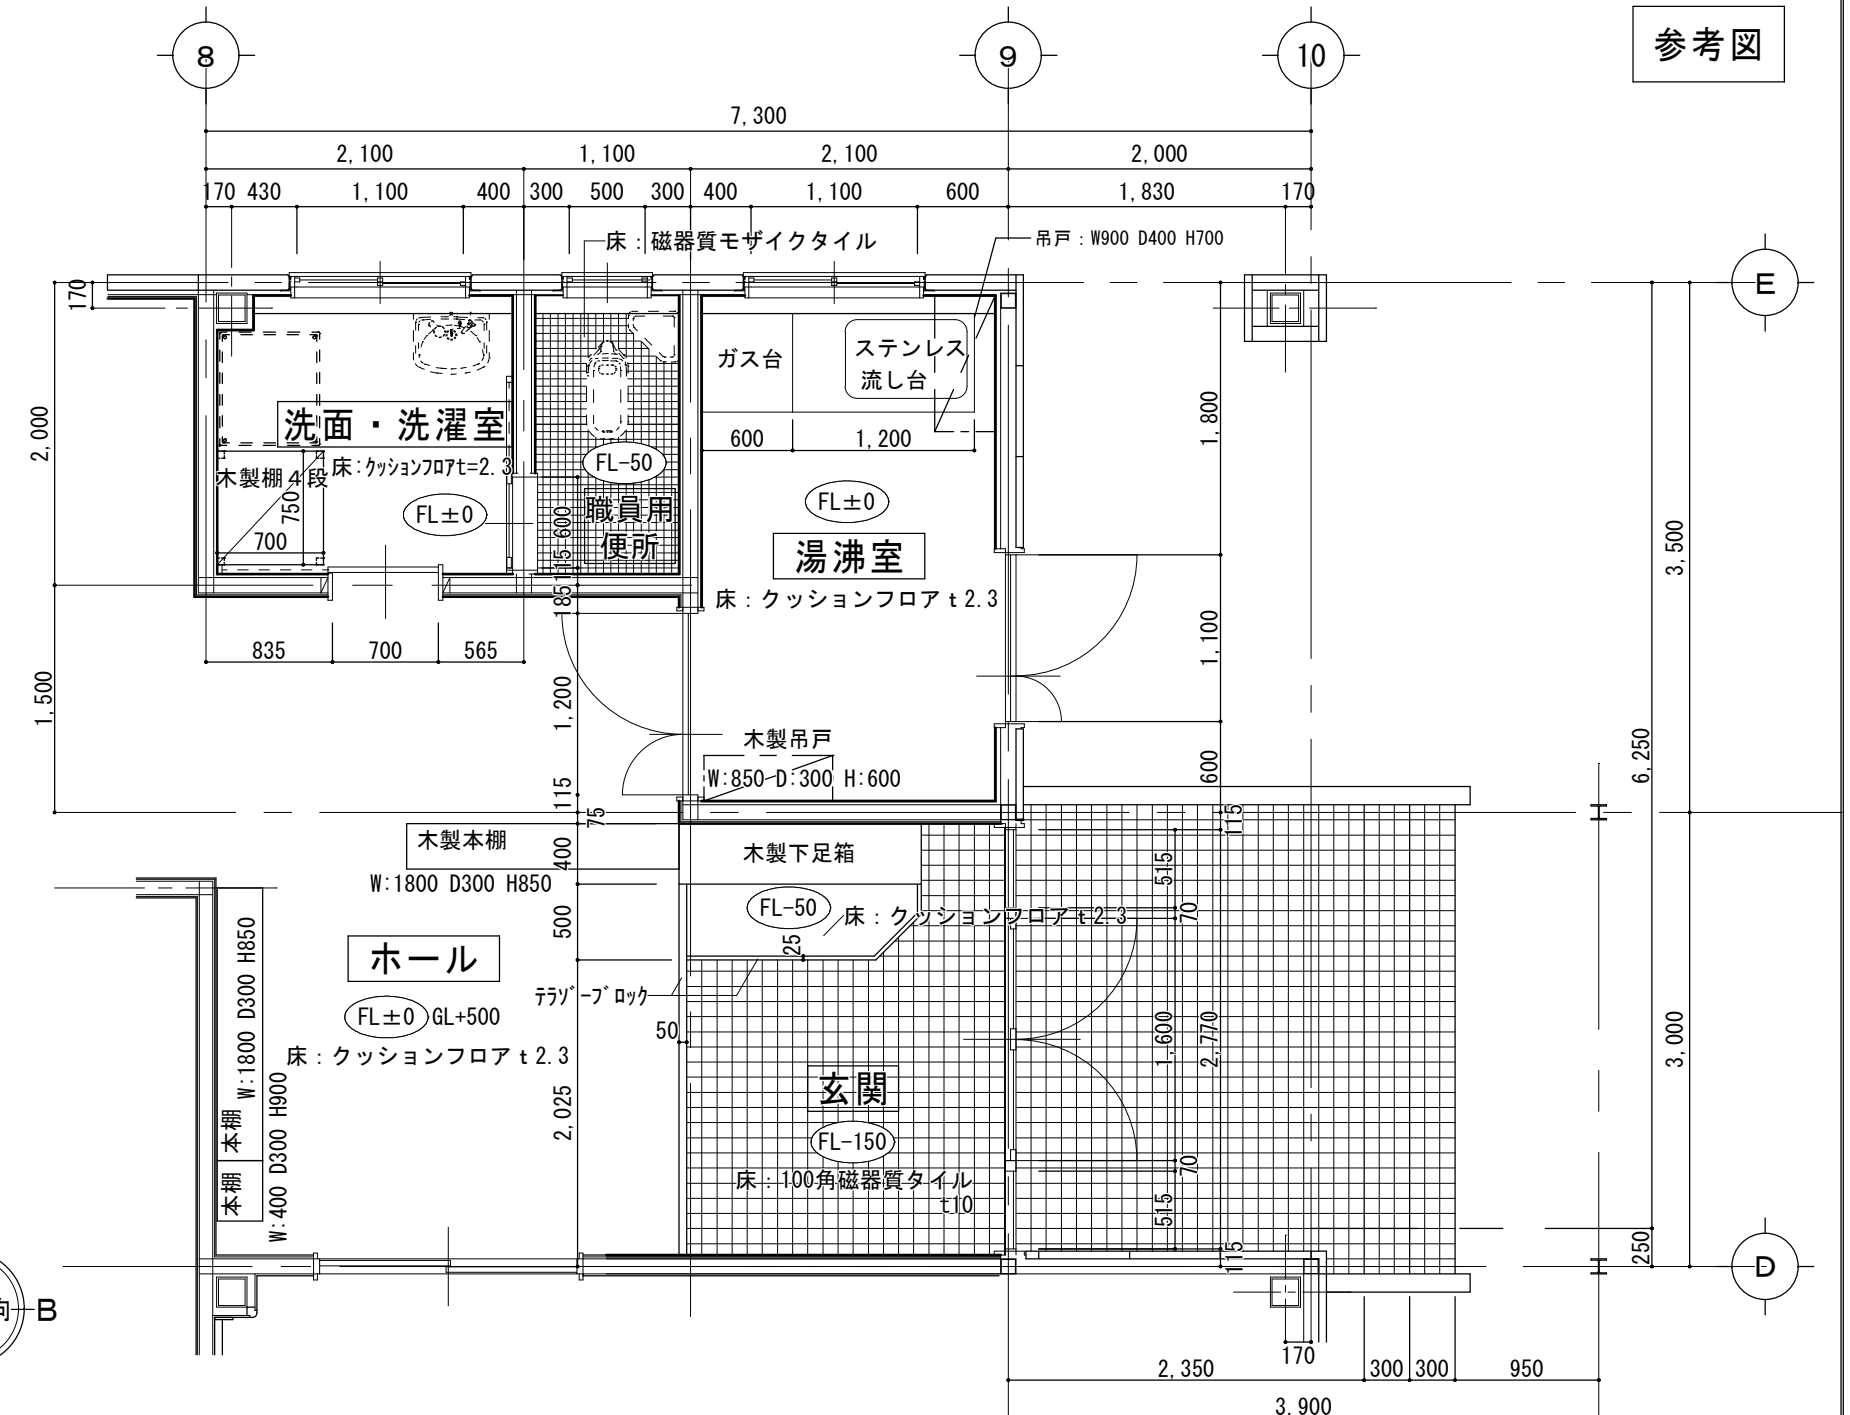 8
9
10
参考図
7,300
2,100
1,100
2,100
2,000
170
430
1,100
400
300
500
300
400
1,100
600
1,830
170
床：磁器質モザイクタイル
吊戸：W900 D400 H700
170
E
ガス台
ステンレス
流し台
2,000
洗面・洗濯室
1,800
600
1,200
床：クッションフロアt=2.3
FL-50
木製棚４段
750
FL±0
FL±0
職員用
700
便所
600
115
湯沸室
3,500
185
床：クッションフロアｔ2.3
835
700
565
1,100
1,500
1,200
木製吊戸
6,250
W:850 D:300 H:600
600
115
75
115
木製本棚
400
木製下足箱
515
W:1800 D300 H850
FL-50
床：クッションフロアｔ2.3
70
500
25
ホール
W:1800 D300 H850
テラゾーブロック
FL±0
GL+500
50
床：クッションフロアｔ2.3
1,600
2,770
3,000
玄関
2,025
FL-150
本棚
70
床：100角磁器質タイル
t10
本棚
W:400 D300 H900
515
115
250
D
B
170
2,350
300
300
950
3,900